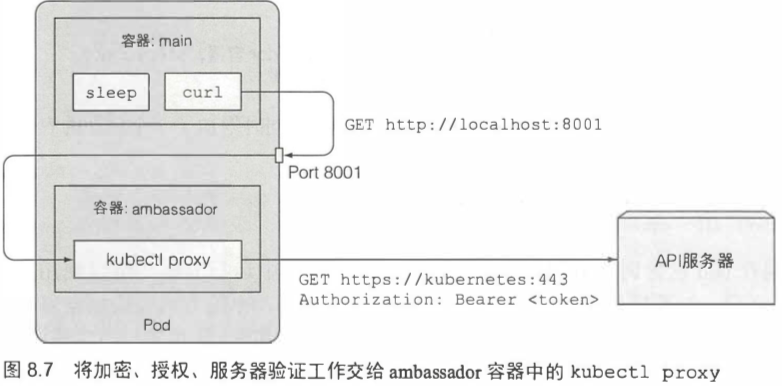 容器: main
sleep
curl
GET http://localhost:8001
Port 8001
容器: ambassador
kubectl proxy
API服务器
GET https://kubernetes:443
Authorization: Bearer <token>
Pod
图 8.7 将加密、授权、服务器验证工作交给 ambassador 容器中的 kubectl proxy